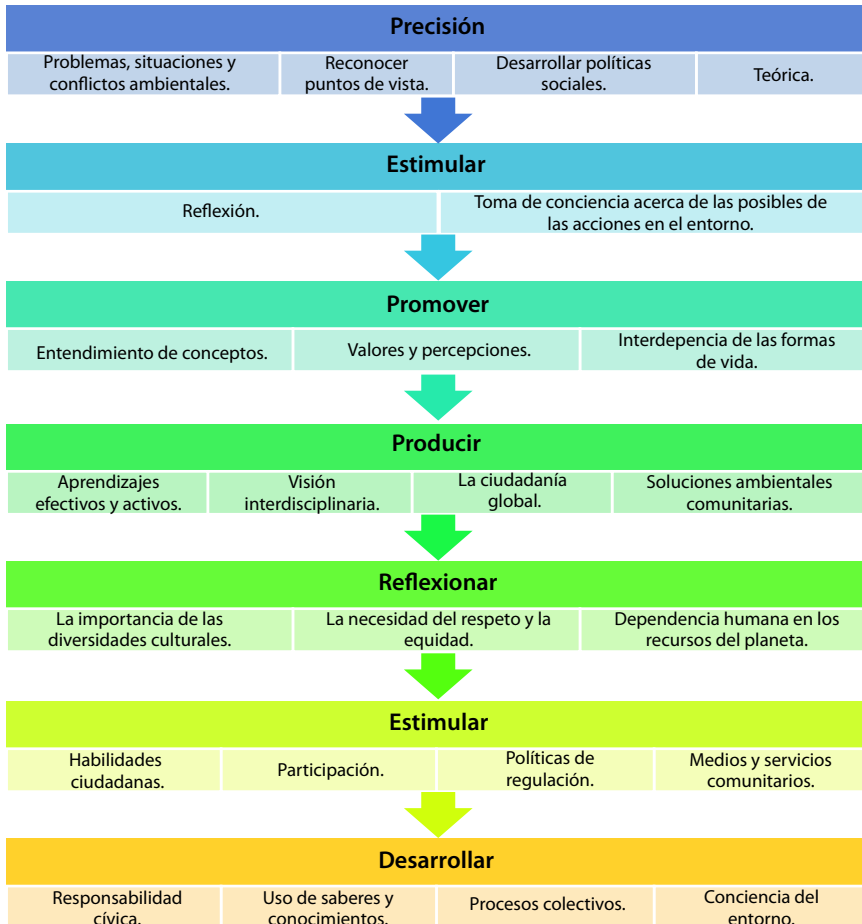 Precisión
Problemas, situaciones y
conflictos ambientales.
Reconocer
puntos de vista.
Desarrollar políticas
sociales.
Teórica.
Estimular
Reflexión.
Toma de conciencia acerca de las posibles de
las acciones en el entorno.
Promover
Entendimiento de conceptos.
Valores y percepciones.
Interdepencia de las formas
de vida.
Producir
Aprendizajes
efectivos y activos.
Visión
interdisciplinaria.
La ciudadanía
global.
Soluciones ambientales
comunitarias.
Reflexionar
La importancia de las
diversidades culturales.
La necesidad del respeto y la
equidad.
Dependencia humana en los
recursos del planeta.
Estimular
Habilidades
ciudadanas.
Participación.
Políticas de
regulación.
Medios y servicios
comunitarios.
Desarrollar
Responsabilidad
cívica.
Uso de saberes y
conocimientos.
Procesos colectivos.
Conciencia del
entorno.